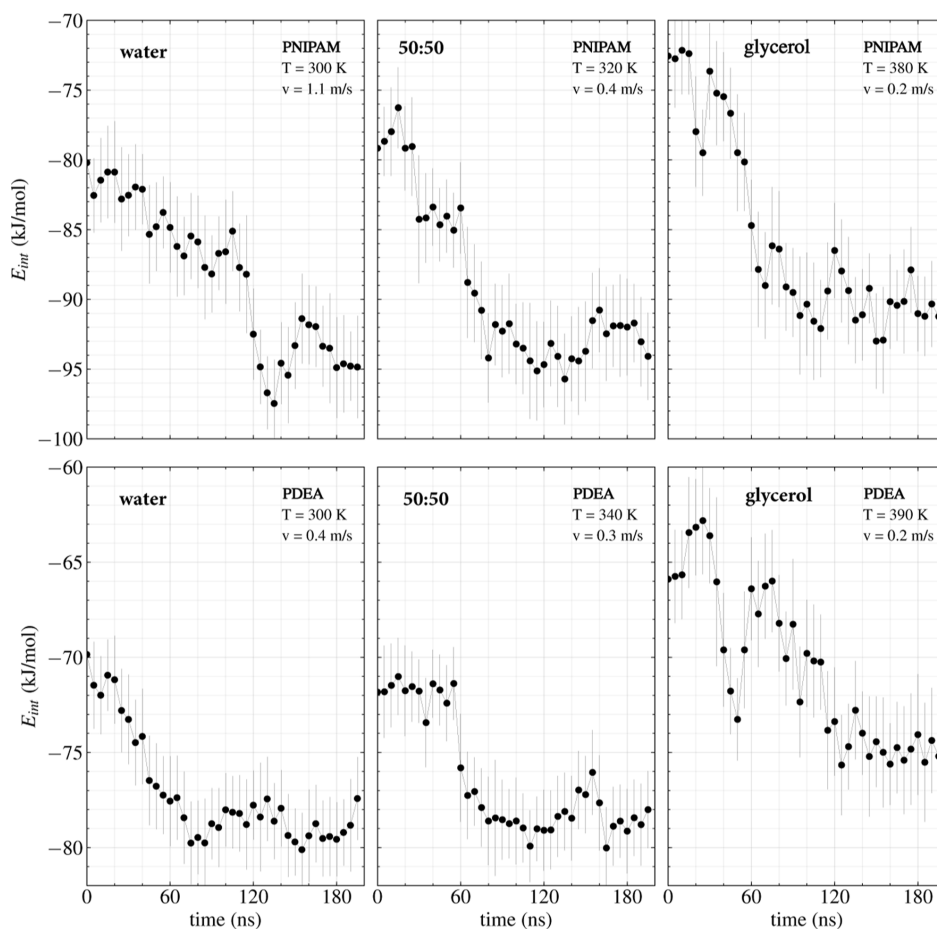 −70
−75
−80
−85
−90
−95
−100
E_int (kJ/mol)
water
PNIPAM
T = 300 K
v = 1.1 m/s
50:50
PNIPAM
T = 320 K
v = 0.4 m/s
glycerol
PNIPAM
T = 380 K
v = 0.2 m/s
−60
−65
−70
−75
−80
E_int (kJ/mol)
water
PDEA
T = 300 K
v = 0.4 m/s
50:50
PDEA
T = 340 K
v = 0.3 m/s
glycerol
PDEA
T = 390 K
v = 0.2 m/s
0 60 120 180 0 60 120 180 0 60 120 180
time (ns) time (ns) time (ns)